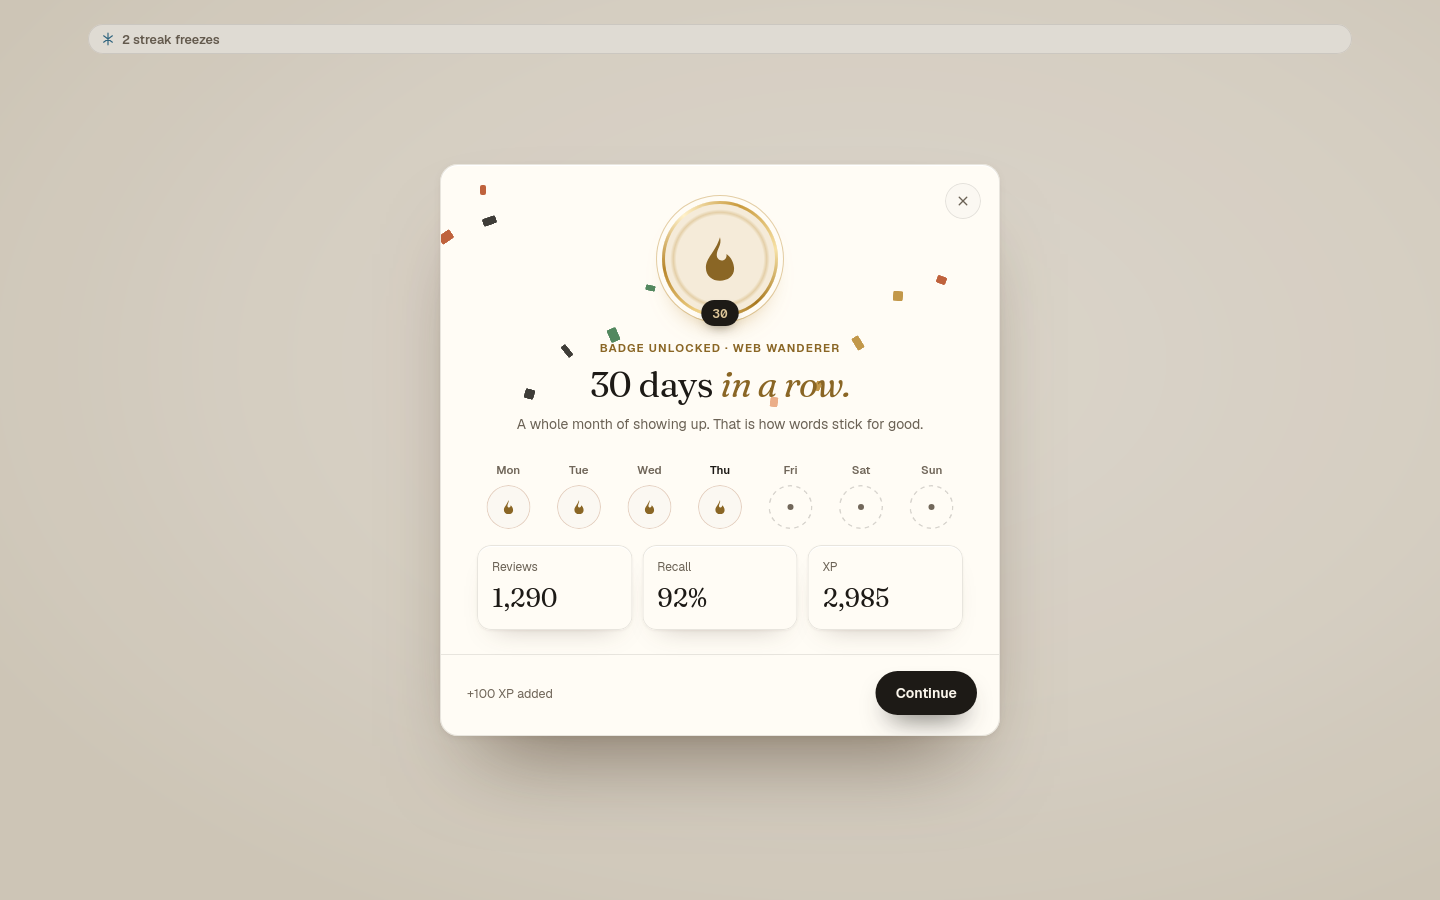 2 streak freezes
30
BADGE UNLOCKED · WEB WANDERER
30 days in a row.
A whole month of showing up. That is how words stick for good.
Mon Tue Wed Thu Fri Sat Sun
Reviews Recall XP
1,290 92% 2,985
+100 XP added Continue